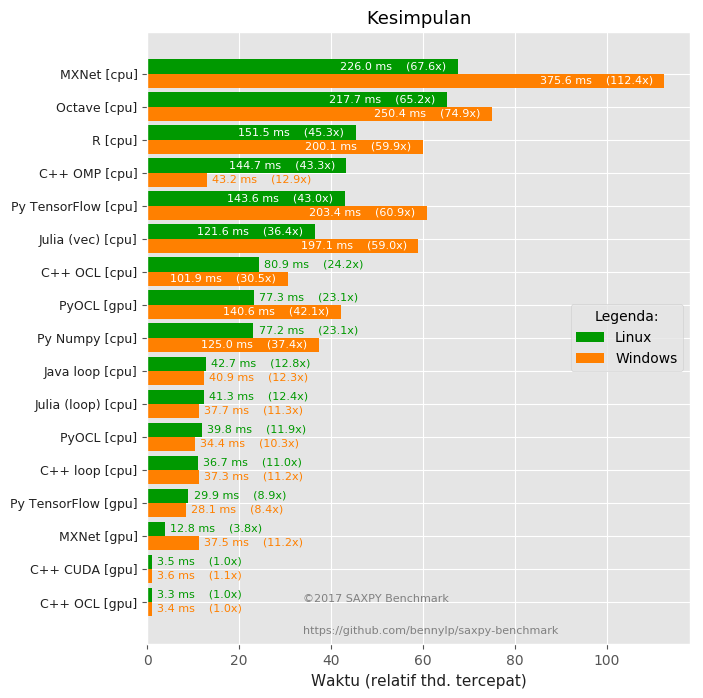 Kesimpulan
MXNet [cpu] 226.0 ms (67.6x)
375.6 ms (112.4x)
Octave [cpu] 217.7 ms (65.2x)
250.4 ms (74.9x)
R [cpu] 151.5 ms (45.3x)
200.1 ms (59.9x)
C++ OMP [cpu] 144.7 ms (43.3x)
43.2 ms (12.9x)
Py TensorFlow [cpu] 143.6 ms (43.0x)
203.4 ms (60.9x)
Julia (vec) [cpu] 121.6 ms (36.4x)
197.1 ms (59.0x)
C++ OCL [cpu] 80.9 ms (24.2x)
101.9 ms (30.5x)
PyOCL [gpu] 77.3 ms (23.1x)
140.6 ms (42.1x)
Py Numpy [cpu] 77.2 ms (23.1x)
125.0 ms (37.4x)
Java loop [cpu] 42.7 ms (12.8x)
40.9 ms (12.3x)
Julia (loop) [cpu] 41.3 ms (12.4x)
37.7 ms (11.3x)
PyOCL [cpu] 39.8 ms (11.9x)
34.4 ms (10.3x)
C++ loop [cpu] 36.7 ms (11.0x)
37.3 ms (11.2x)
Py TensorFlow [gpu] 29.9 ms (8.9x)
28.1 ms (8.4x)
MXNet [gpu] 12.8 ms (3.8x)
37.5 ms (11.2x)
C++ CUDA [gpu] 3.5 ms (1.0x)
3.6 ms (1.1x)
C++ OCL [gpu] 3.3 ms (1.0x)
3.4 ms (1.0x)
Legenda:
Linux
Windows
©2017 SAXPY Benchmark
https://github.com/bennylp/saxpy-benchmark
0 20 40 60 80 100
Waktu (relatif thd. tercepat)